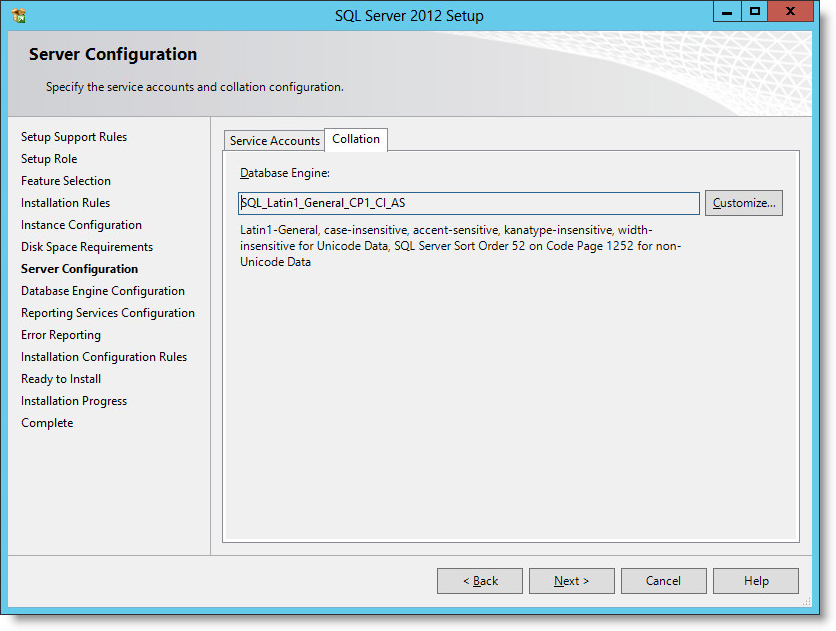 SQL Server 2012 Setup
Server Configuration
Specify the service accounts and collation configuration.
Setup Support Rules
Setup Role
Feature Selection
Installation Rules
Instance Configuration
Disk Space Requirements
Server Configuration
Database Engine Configuration
Reporting Services Configuration
Error Reporting
Installation Configuration Rules
Ready to Install
Installation Progress
Complete
Service Accounts Collation
Database Engine:
SQL_Latin1_General_CP1_CI_AS
Customize...
Latin1-General, case-insensitive, accent-sensitive, kanatype-insensitive, width-
insensitive for Unicode Data, SQL Server Sort Order 52 on Code Page 1252 for non-
Unicode Data
< Back Next > Cancel Help